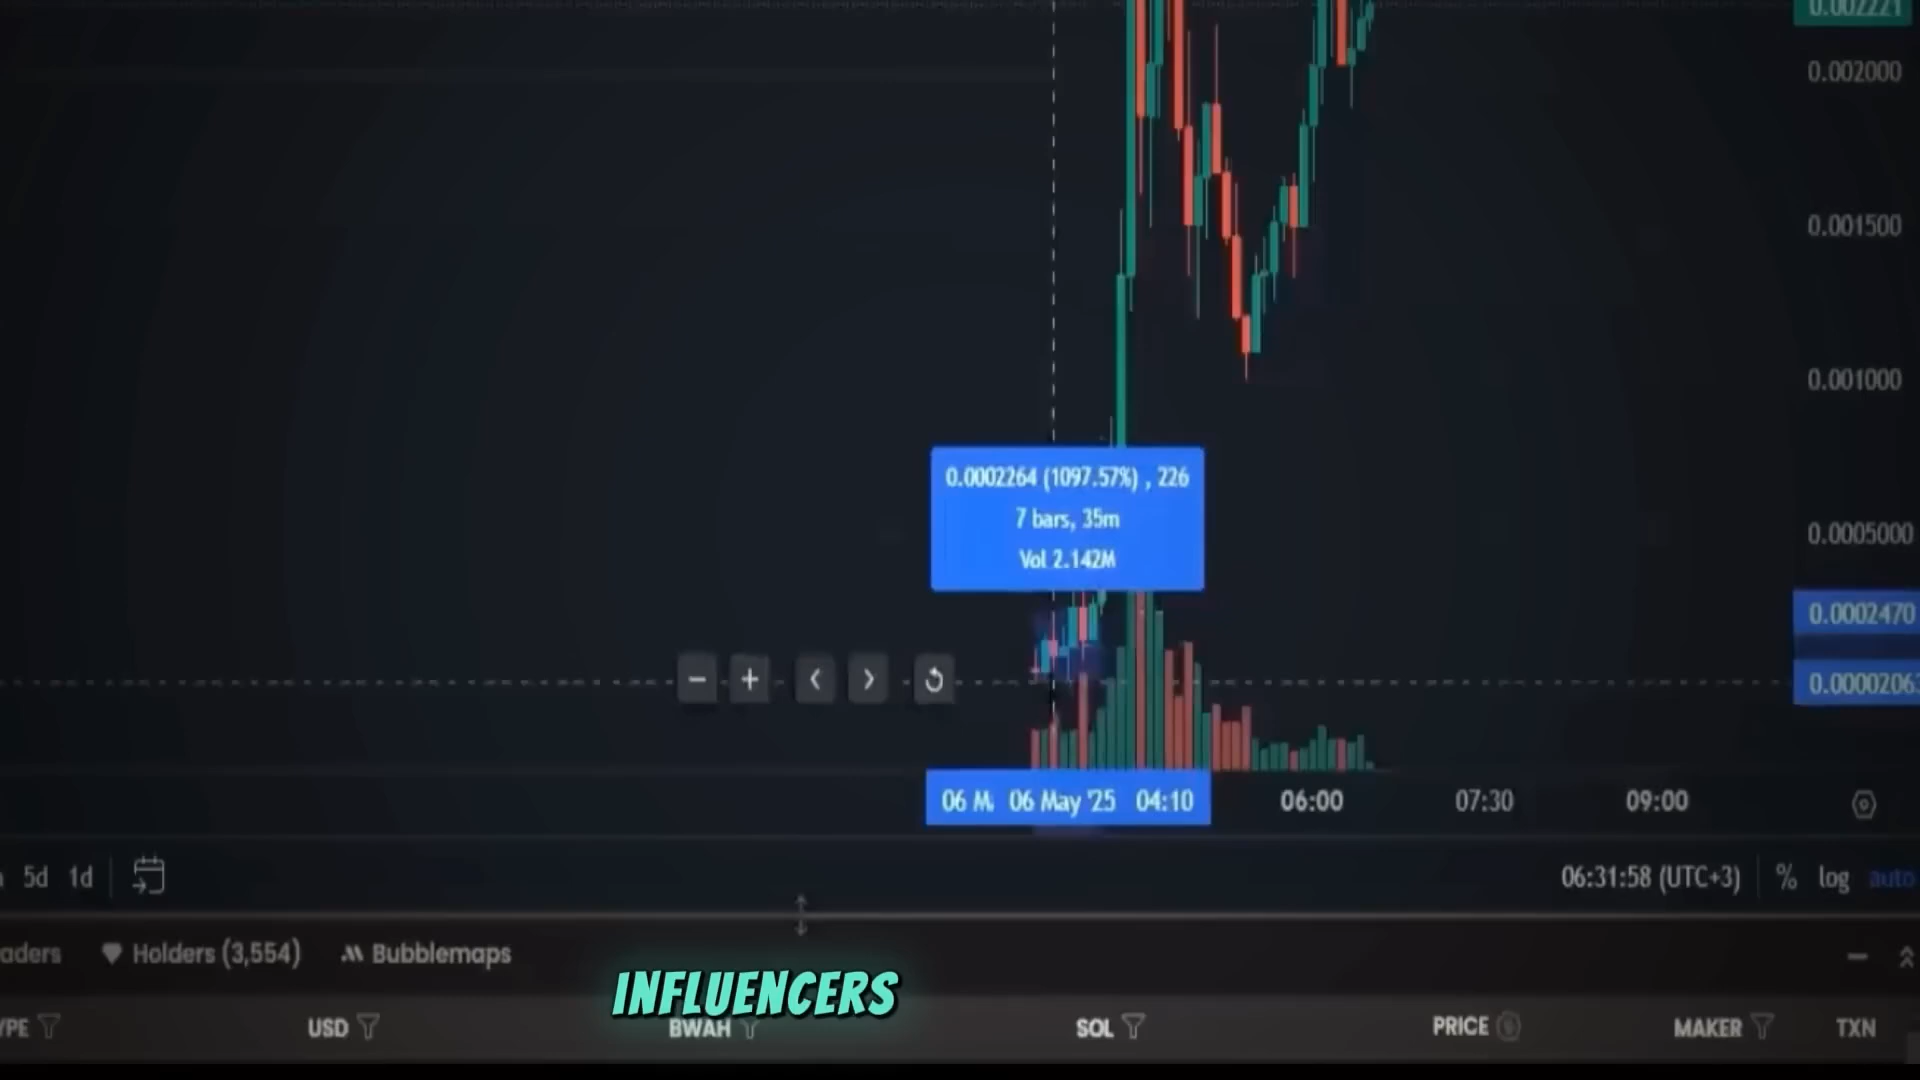 0.002221
0.002000
0.001500
0.001000
0.0002264 (1097.57%) , 226
7 bars, 35m
Vol 2.142M
0.0005000
0.0002470
0.00002063
06 M 06 May '25 04:10
06:00
07:30
09:00
5d 1d
06:31:58 (UTC+3) % log auto
aders Holders (3,554) Bubblemaps
INFLUENCERS
YPE USD BWAH SOL PRICE MAKER TXN